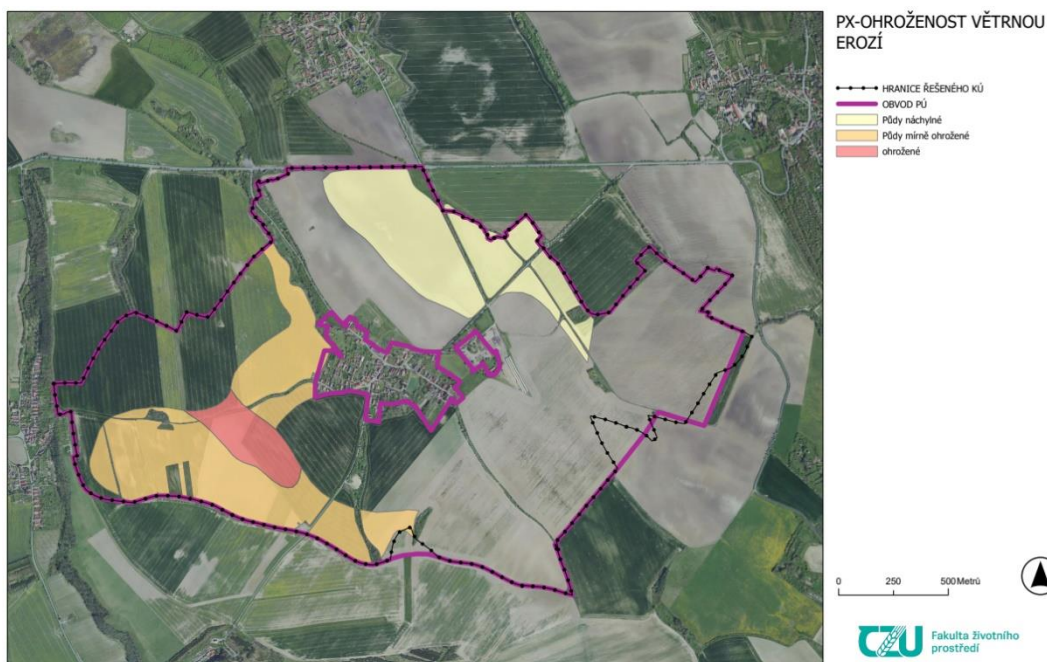 PX-OHROŽENOST VĚTRNOU
EROZÍ
HRANICE ŘEŠENÉHO KÚ
OBVOD PÚ
Půdy náchylné
Půdy mírně ohrožené
ohrožené
0 250 500 Metrů
CZU Fakulta životního
prostředí